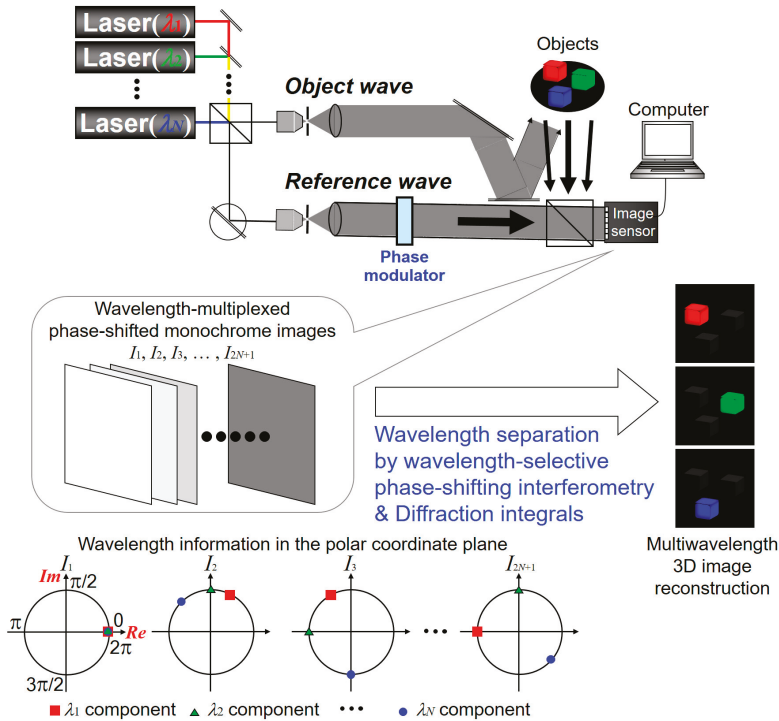 Laser(λ1)
Laser(λ2)
Laser(λN)
Object wave
Objects
Computer
Reference wave
Image
sensor
Phase
modulator
Wavelength-multiplexed
phase-shifted monochrome images
I1, I2, I3, … , I2N+1
Wavelength separation
by wavelength-selective
phase-shifting interferometry
& Diffraction integrals
Multiwavelength
3D image
reconstruction
Wavelength information in the polar coordinate plane
I1
I2
I3
I2N+1
Im
π/2
π
0
Re
2π
3π/2
λ1 component
λ2 component
λN component